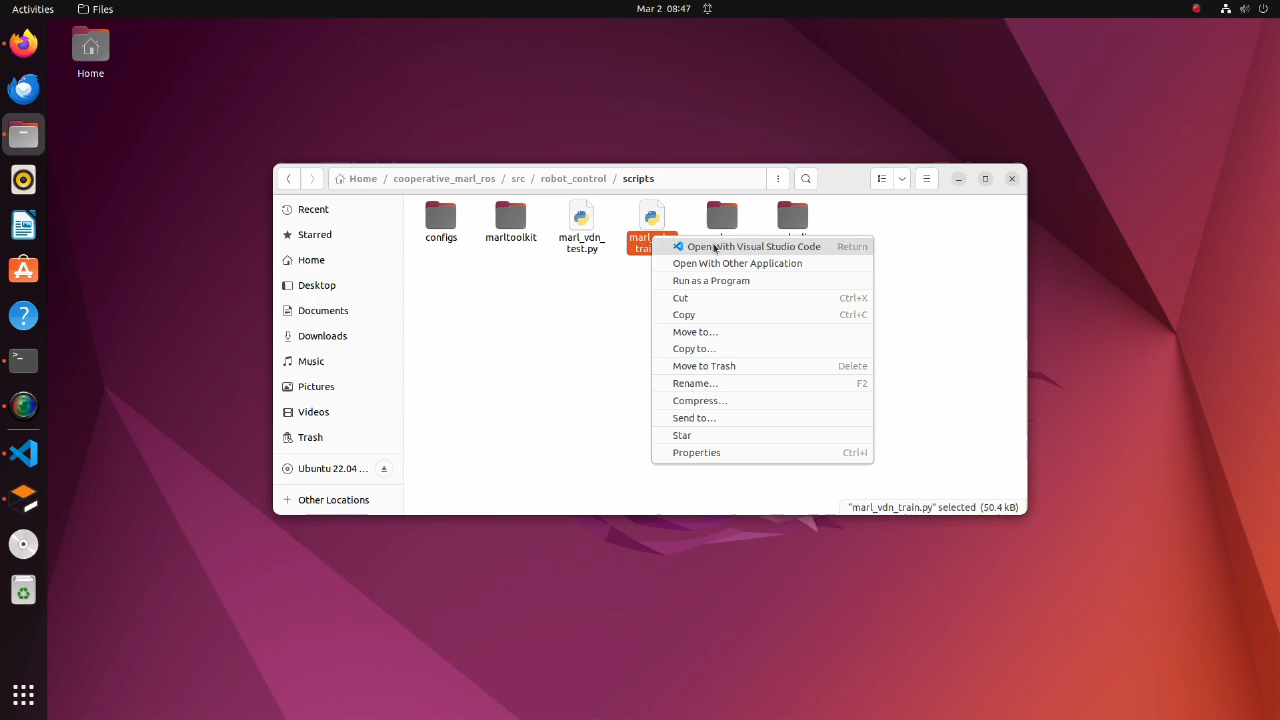 Activities
Files
Mar 2 08:47
Home
Home / cooperative_marl_ros / src / robot_control / scripts
Recent
Starred
Home
Desktop
Documents
Downloads
Music
Pictures
Videos
Trash
Ubuntu 22.04 ...
+ Other Locations
configs
marltoolkit
marl_vdn_
test.py
Open With Visual Studio Code Return
Open With Other Application
Run as a Program
Cut Ctrl+X
Copy Ctrl+C
Move to…
Copy to…
Move to Trash Delete
Rename… F2
Compress…
Send to…
Star
Properties Ctrl+I
"marl_vdn_train.py" selected (50.4 kB)